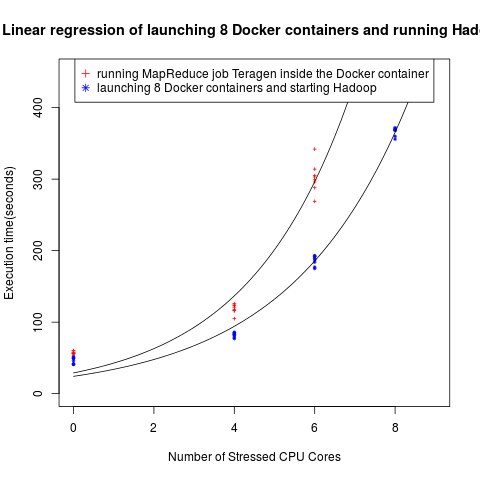 Linear regression of launching 8 Docker containers and running Had
running MapReduce job Teragen inside the Docker container
launching 8 Docker containers and starting Hadoop
Execution time(seconds)
400
300
200
100
0
0 2 4 6 8
Number of Stressed CPU Cores